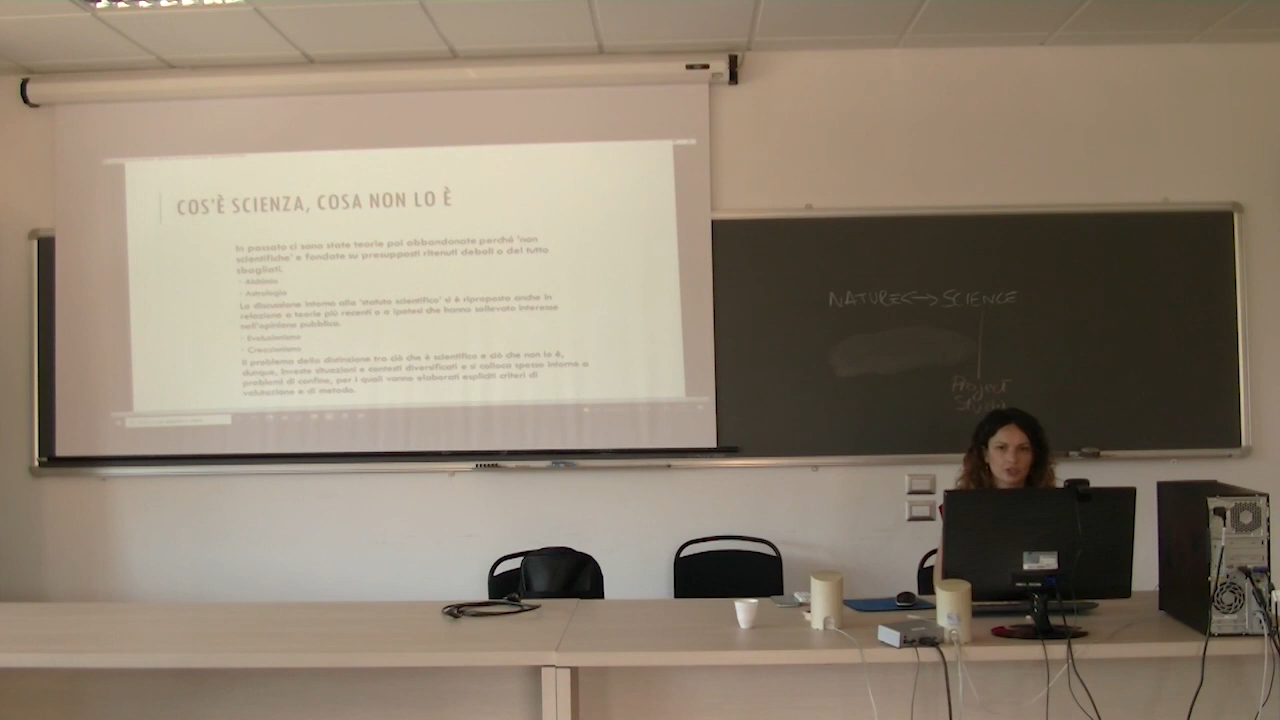 COS'È SCIENZA, COSA NON LO È
In passato ci sono state teorie poi abbandonate perché 'non
scientifiche' e fondate su presupposti ritenuti deboli o del tutto
sbagliati.
- Alchimia
- Astrologia
La discussione intorno allo 'statuto scientifico' si è riproposta anche in
relazione a teorie più recenti o a ipotesi che hanno sollevato interesse
nell'opinione pubblica.
- Evoluzionismo
- Creazionismo
Il problema della distinzione tra ciò che è scientifico e ciò che non lo è,
dunque, investe situazioni e contesti diversificati e si colloca spesso intorno a
problemi di confine, per i quali vanno elaborati espliciti criteri di
valutazione e di metodo.
NATURE<->SCIENCE
Project